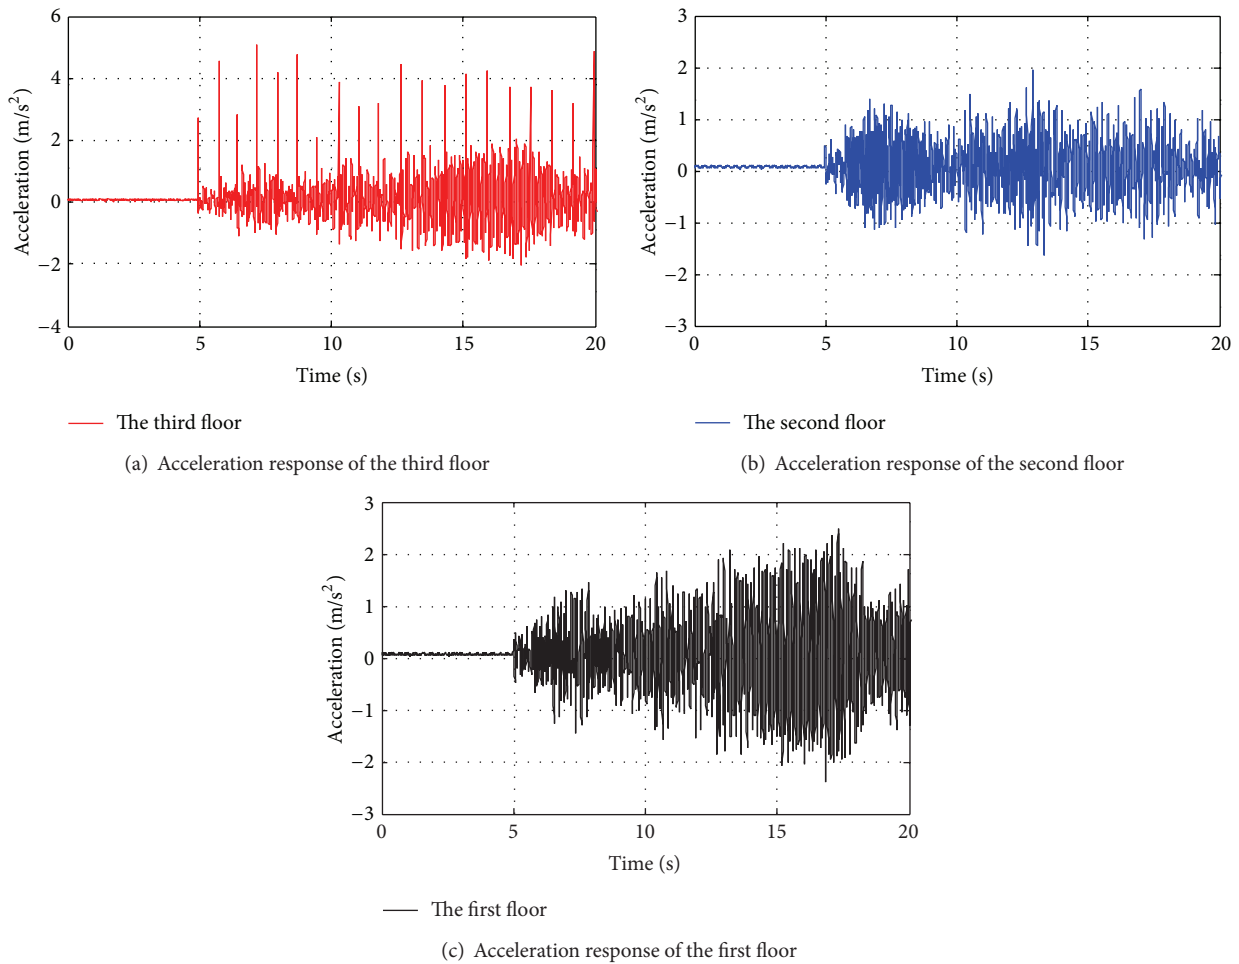 6
4
2
0
−2
−4
Acceleration (m/s²)
0 5 10 15 20
Time (s)
The third floor
(a) Acceleration response of the third floor
3
2
1
0
−1
−2
−3
Acceleration (m/s²)
0 5 10 15 20
Time (s)
The second floor
(b) Acceleration response of the second floor
3
2
1
0
−1
−2
−3
Acceleration (m/s²)
0 5 10 15 20
Time (s)
The first floor
(c) Acceleration response of the first floor